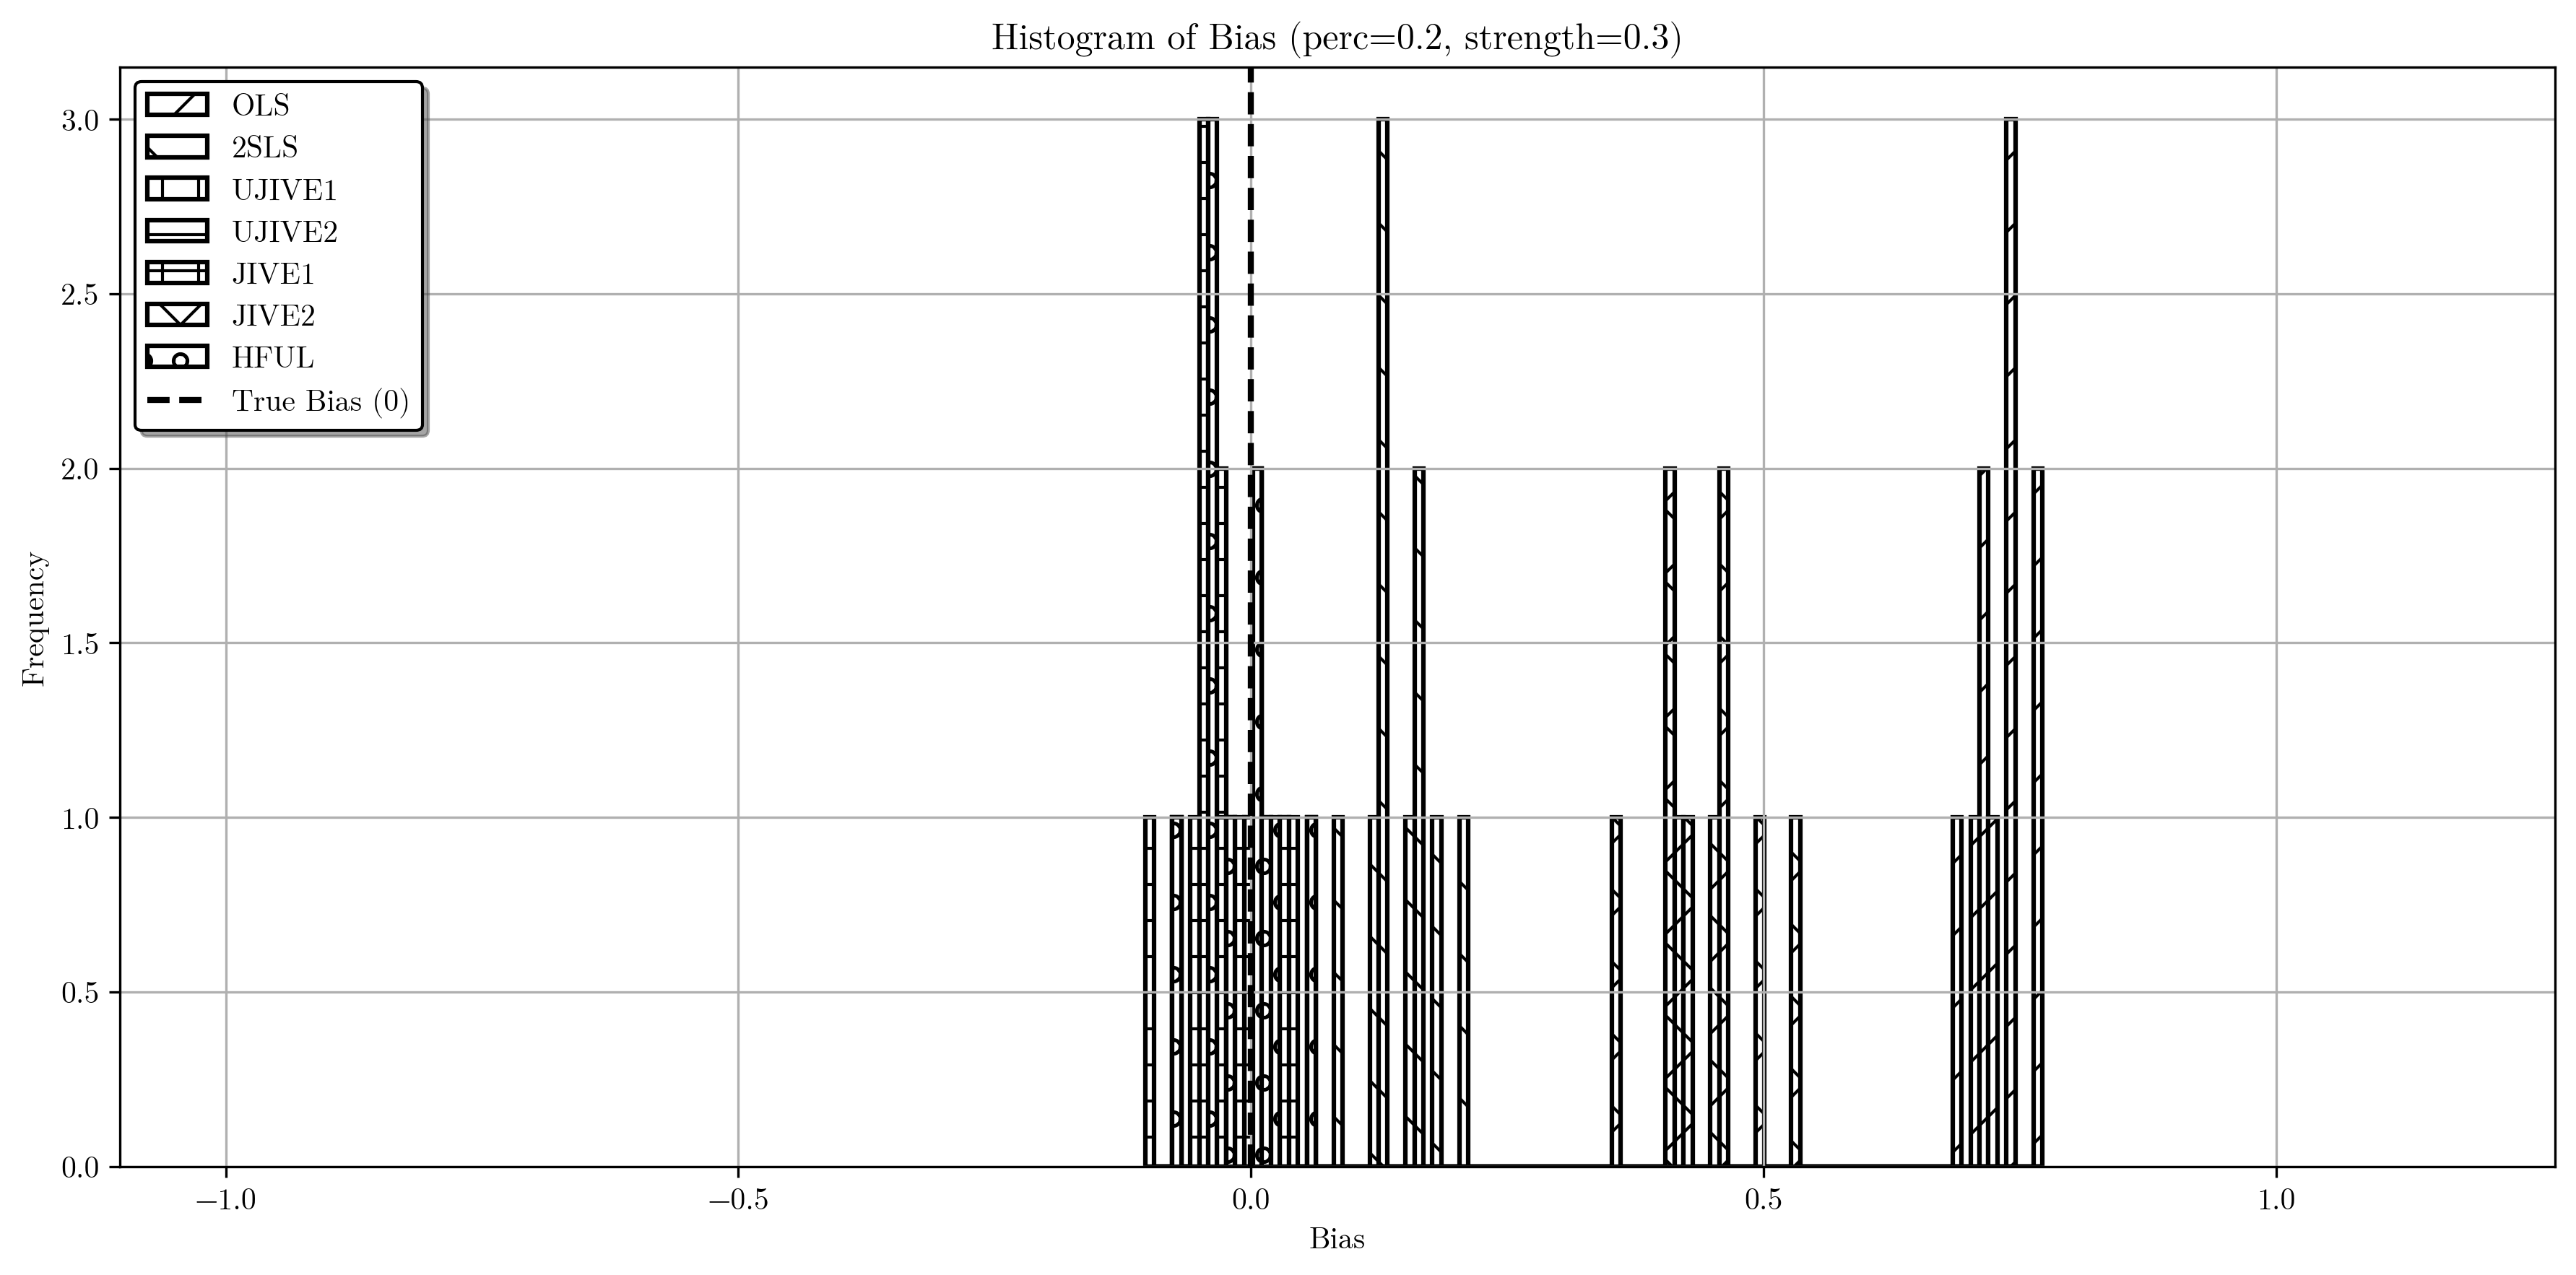 Histogram of Bias (perc=0.2, strength=0.3)
OLS
2SLS
UJIVE1
UJIVE2
JIVE1
JIVE2
HFUL
True Bias (0)
Frequency
3.0
2.5
2.0
1.5
1.0
0.5
0.0
−1.0
−0.5
0.0
0.5
1.0
Bias